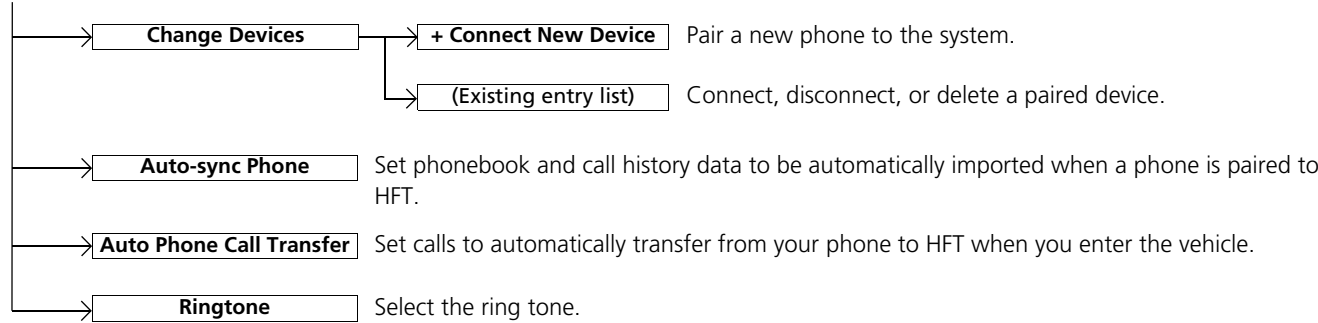 Change Devices + Connect New Device Pair a new phone to the system.
(Existing entry list) Connect, disconnect, or delete a paired device.
Auto-sync Phone Set phonebook and call history data to be automatically imported when a phone is paired to
HFT.
Auto Phone Call Transfer Set calls to automatically transfer from your phone to HFT when you enter the vehicle.
Ringtone Select the ring tone.